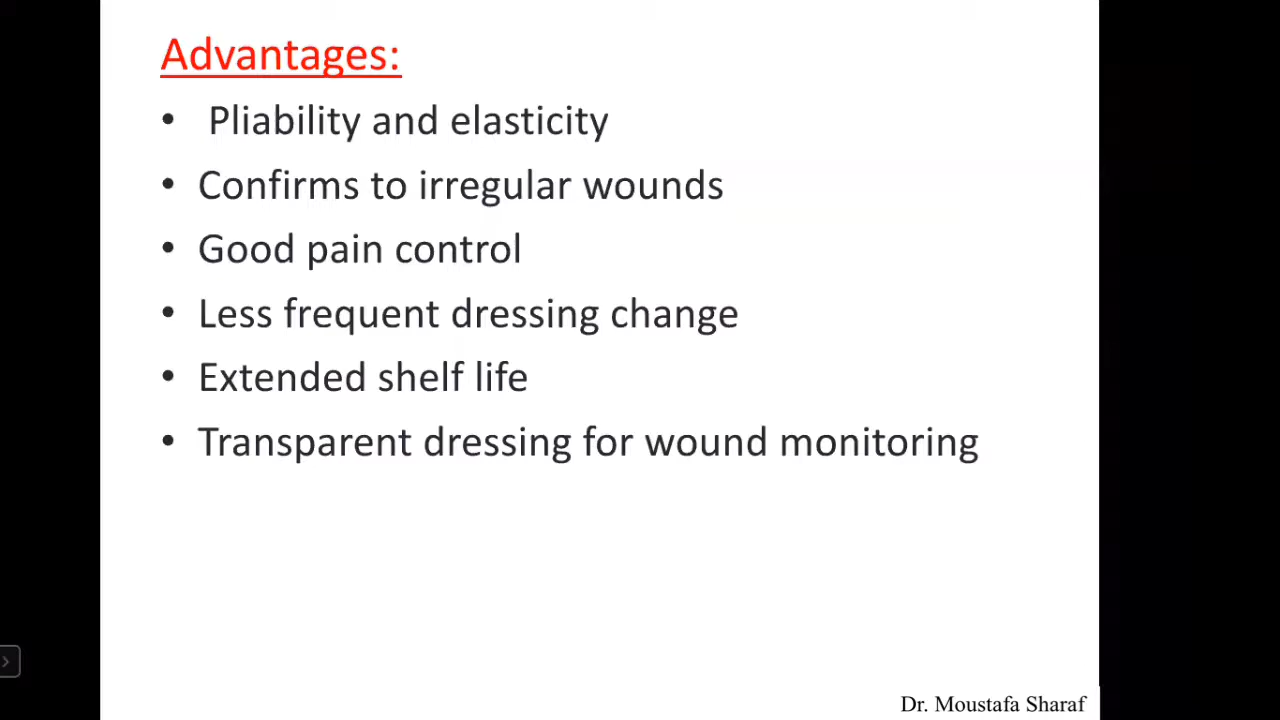 Advantages:
• Pliability and elasticity
• Confirms to irregular wounds
• Good pain control
• Less frequent dressing change
• Extended shelf life
• Transparent dressing for wound monitoring
Dr. Moustafa Sharaf